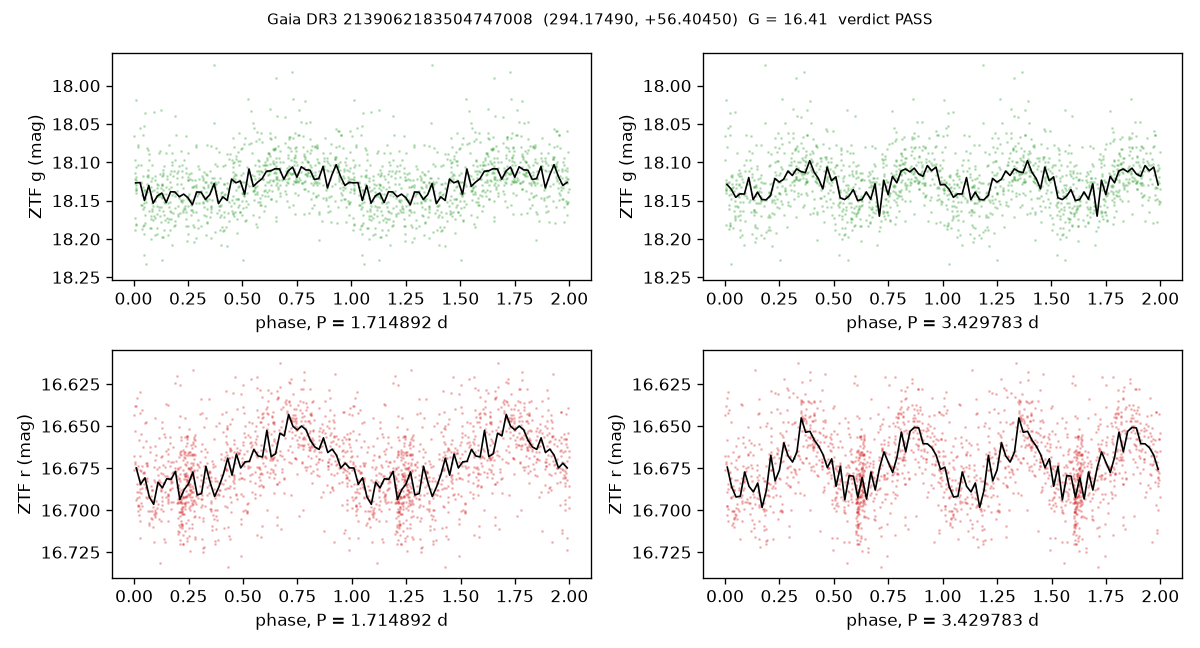 Gaia DR3 2139062183504747008 (294.17490, +56.40450) G = 16.41 verdict PASS
ZTF g (mag)
18.00
18.05
18.10
18.15
18.20
18.25
0.00 0.25 0.50 0.75 1.00 1.25 1.50 1.75 2.00
phase, P = 1.714892 d
ZTF g (mag)
18.00
18.05
18.10
18.15
18.20
18.25
0.00 0.25 0.50 0.75 1.00 1.25 1.50 1.75 2.00
phase, P = 3.429783 d
ZTF r (mag)
16.625
16.650
16.675
16.700
16.725
0.00 0.25 0.50 0.75 1.00 1.25 1.50 1.75 2.00
phase, P = 1.714892 d
ZTF r (mag)
16.625
16.650
16.675
16.700
16.725
0.00 0.25 0.50 0.75 1.00 1.25 1.50 1.75 2.00
phase, P = 3.429783 d